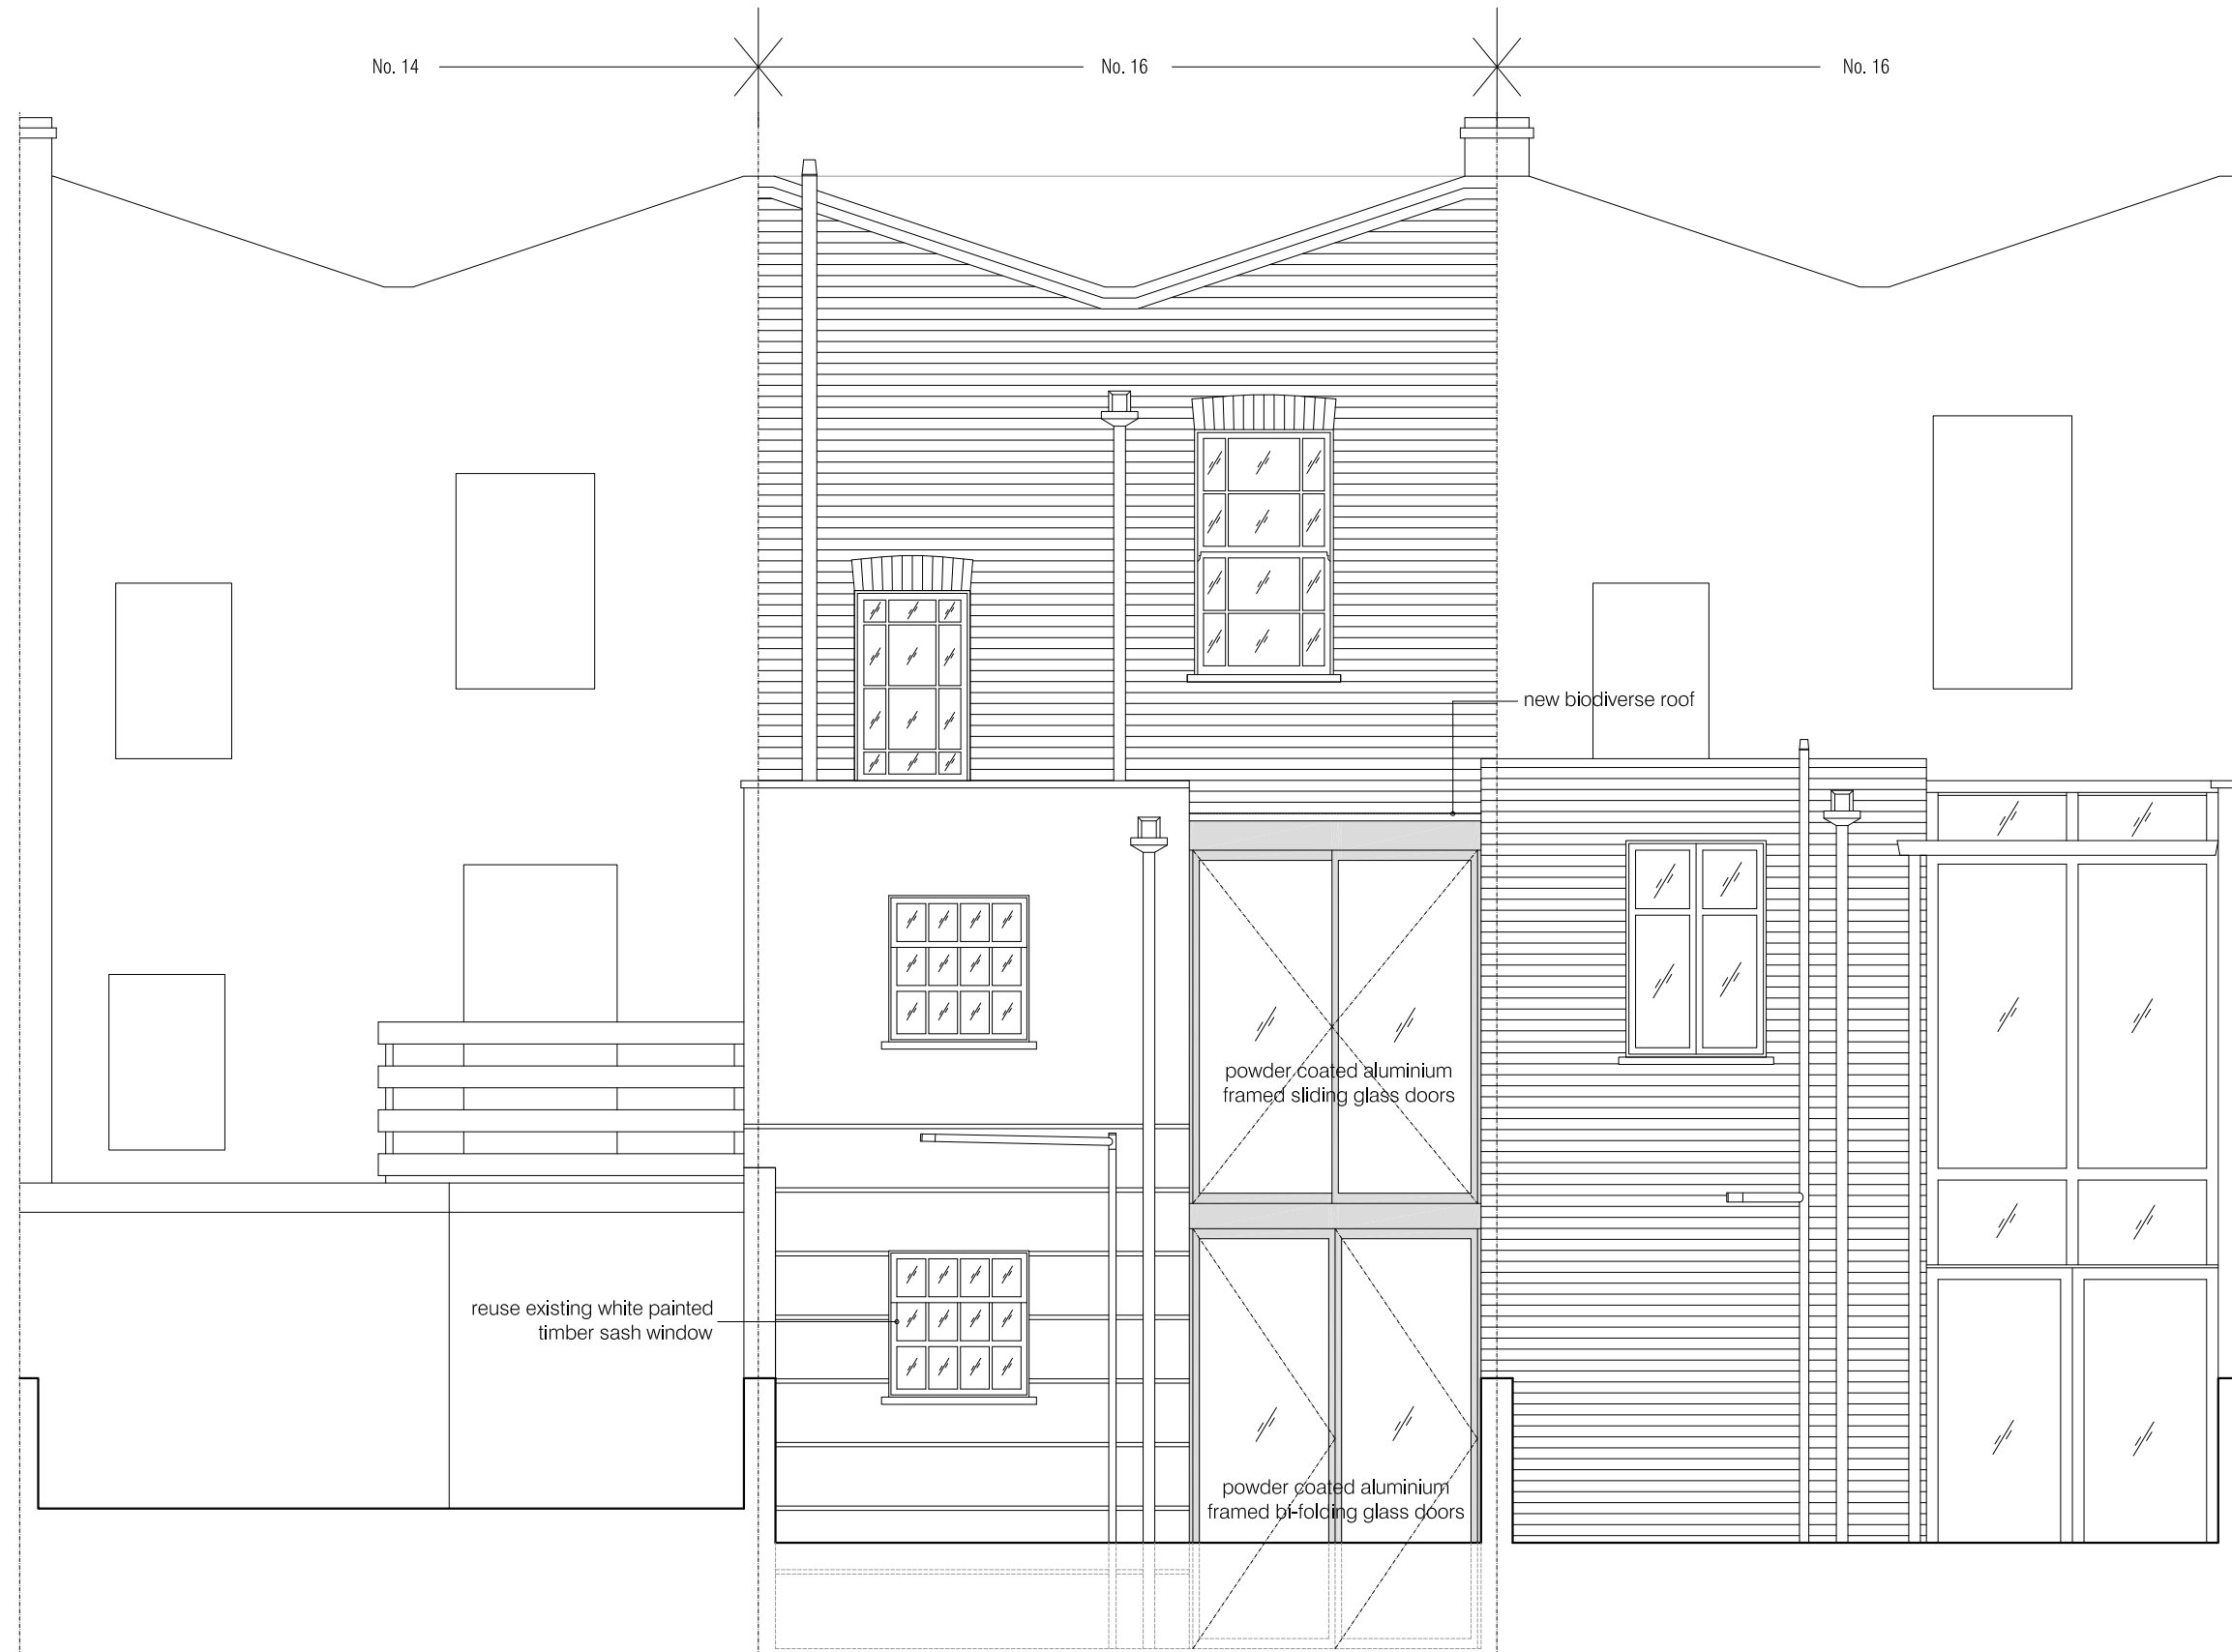 No. 14
No. 16
No. 16
new biodiverse roof
powder coated aluminium
framed sliding glass doors
reuse existing white painted
timber sash window
powder coated aluminium
framed bi-folding glass doors